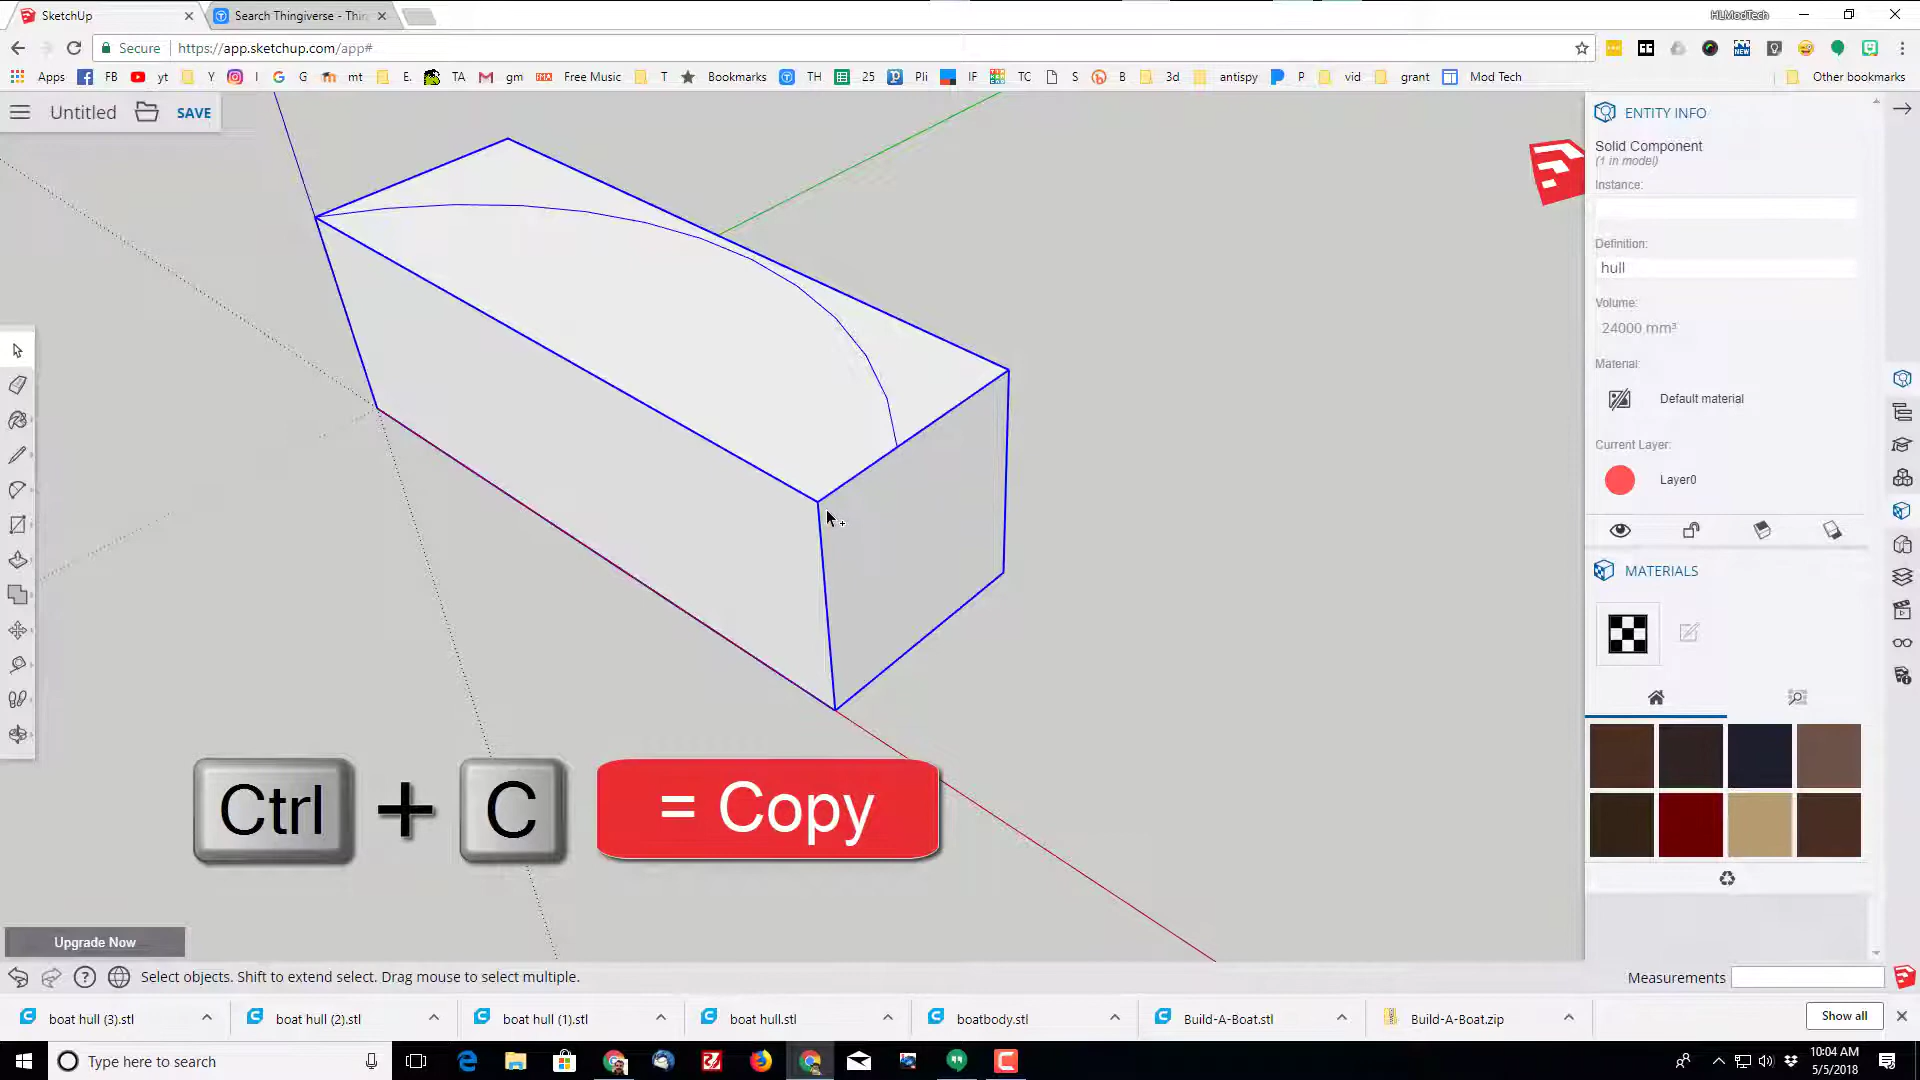 SketchUp
Search Thingiverse - Thin
HLModTech
Secure
https://app.sketchup.com/app#
Apps
FB
yt
Y
I
G
mt
E.
TA
gm
Free Music
T
Bookmarks
TH
25
Pli
IF
TC
S
B
3d
antispy
P
vid
grant
Mod Tech
Other bookmarks
Untitled
SAVE
ENTITY INFO
Solid Component
(1 in model)
Instance:
Definition:
hull
Volume:
24000 mm³
Material:
Default material
Current Layer:
Layer0
MATERIALS
Ctrl + C = Copy
Upgrade Now
Select objects. Shift to extend select. Drag mouse to select multiple.
Measurements
boat hull (3).stl
boat hull (2).stl
boat hull (1).stl
boat hull.stl
boatbody.stl
Build-A-Boat.stl
Build-A-Boat.zip
Show all
Type here to search
10:04 AM
5/5/2018